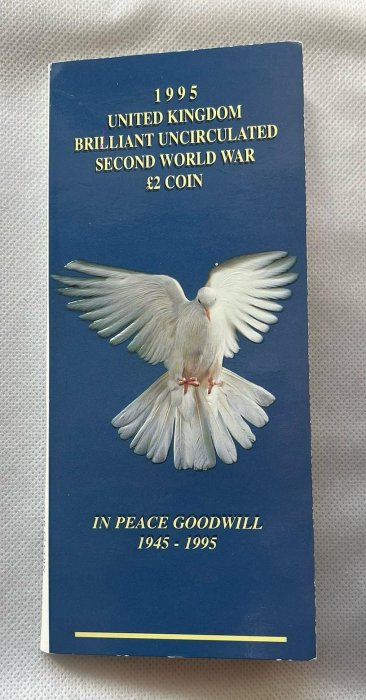 1995
UNITED KINGDOM
BRILLIANT UNCIRCULATED
SECOND WORLD WAR
£2 COIN
IN PEACE GOODWILL
1945 - 1995